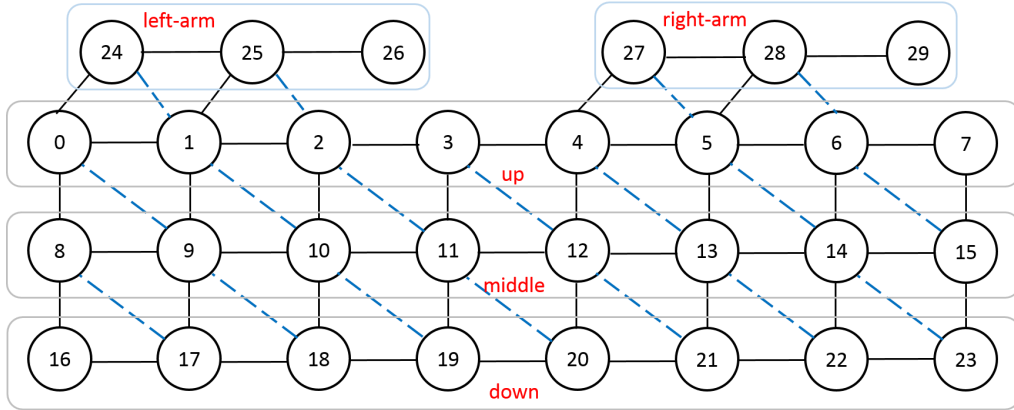 left-arm
right-arm
24 25 26 27 28 29
0 1 2 3 4 5 6 7
up
8 9 10 11 12 13 14 15
middle
16 17 18 19 20 21 22 23
down